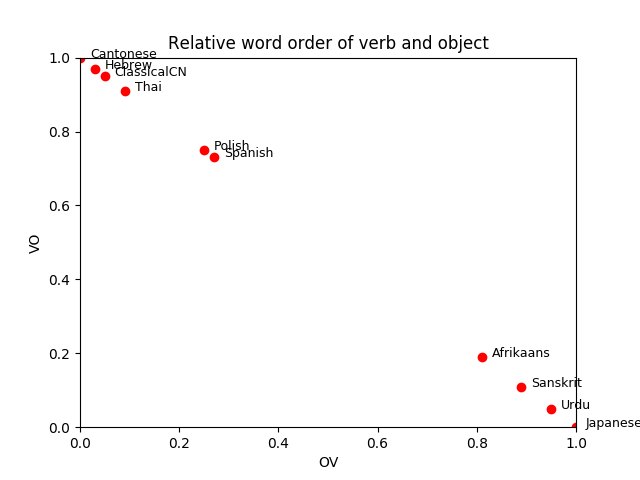 Relative word order of verb and object
1.0
Cantonese
Hebrew
ClassicalCN
Thai
0.8
Polish
Spanish
0.6
VO
0.4
0.2
Afrikaans
Sanskrit
Urdu
0.0
Japanese
0.0 0.2 0.4 0.6 0.8 1.0
OV